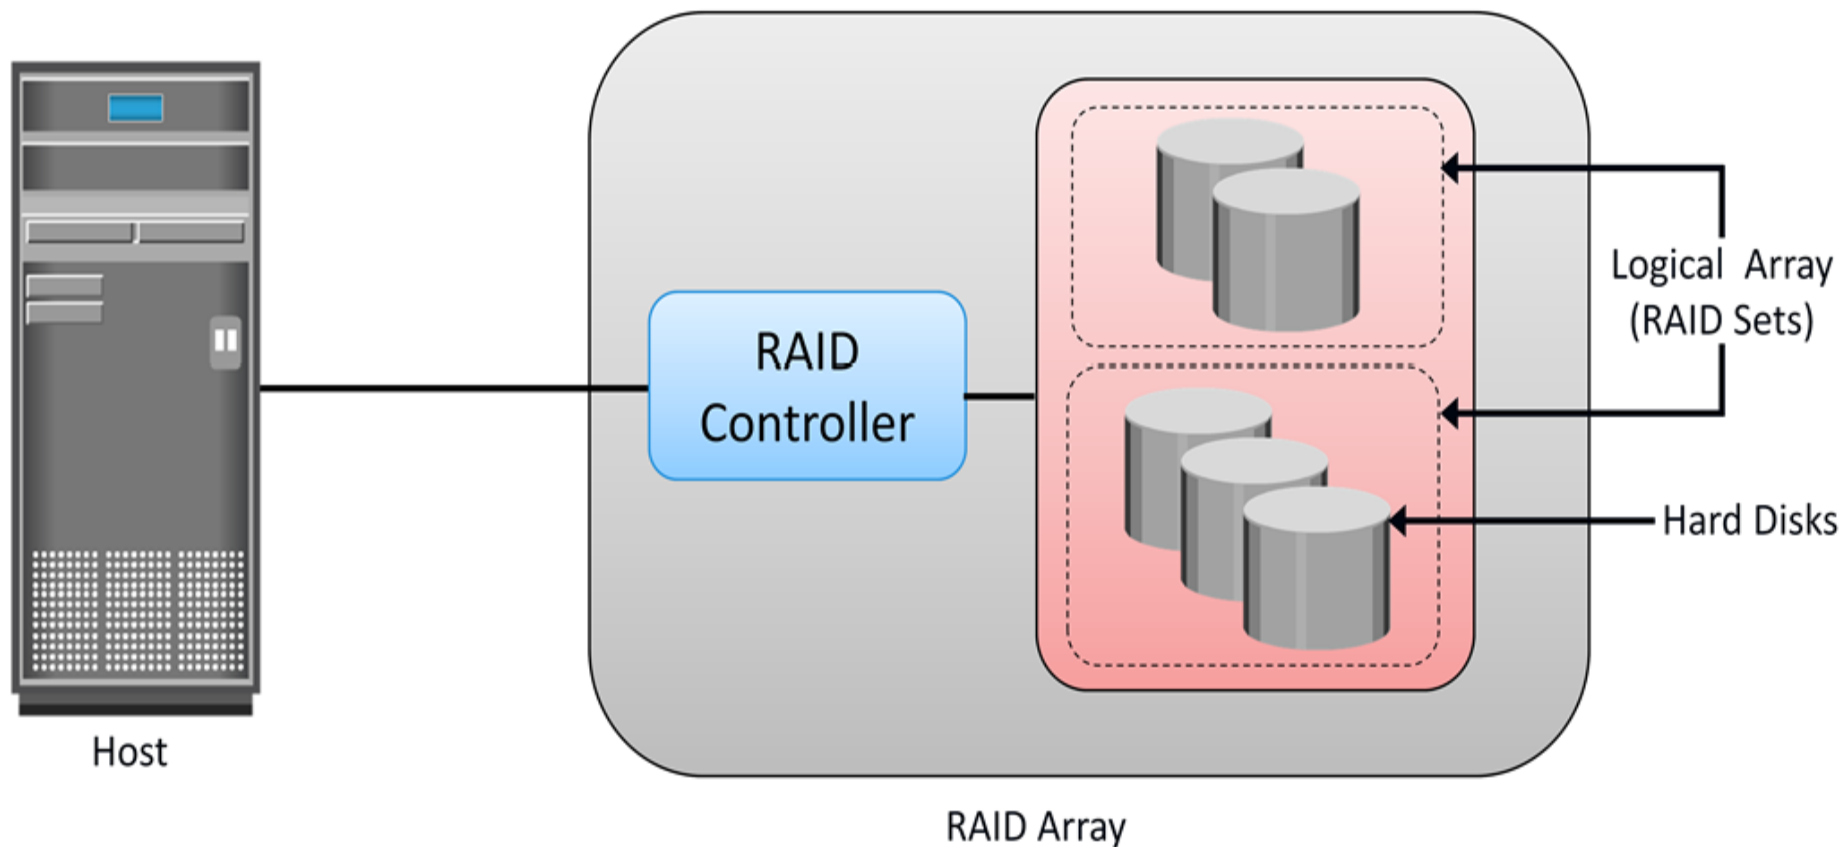 RAID
Controller
Logical Array
(RAID Sets)
Hard Disks
Host
RAID Array